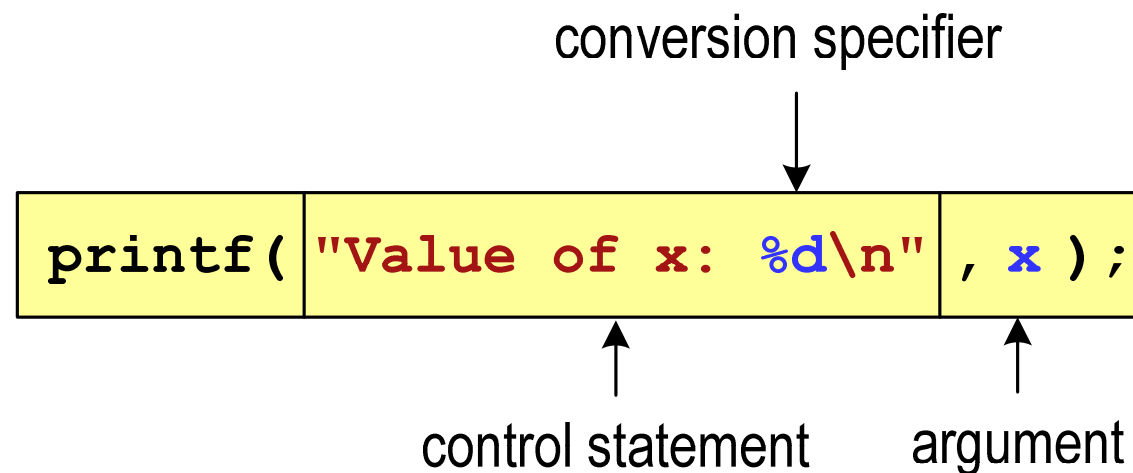 conversion specifier
printf("Value of x: %d\n", x );
control statement argument